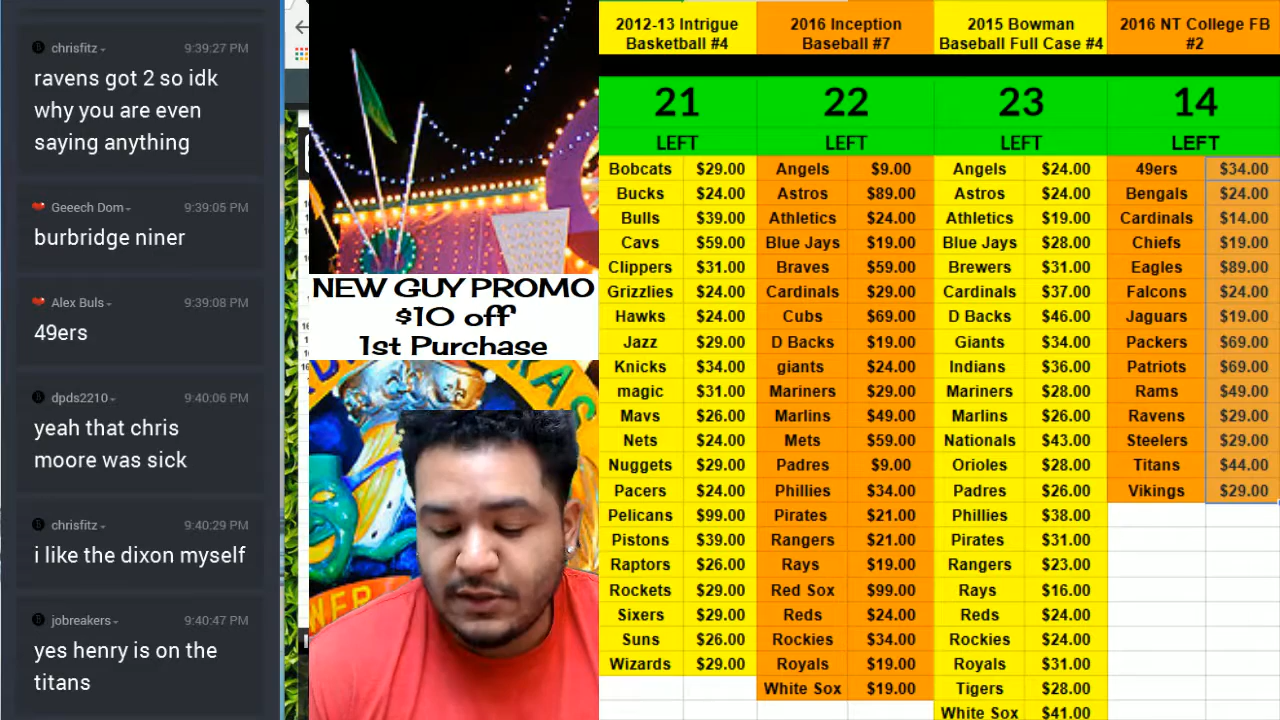 chrisfitz 9:39:27 PM
ravens got 2 so idk
why you are even
saying anything
Geeech Dom 9:39:05 PM
burbridge niner
Alex Buls 9:39:08 PM
49ers
dpds2210 9:40:06 PM
yeah that chris
moore was sick
chrisfitz 9:40:29 PM
i like the dixon myself
jobreakers 9:40:47 PM
yes henry is on the
titans
NEW GUY PROMO
$10 off
1st Purchase
2012-13 Intrigue
Basketball #4
21
LEFT
Bobcats $29.00
Bucks $24.00
Bulls $39.00
Cavs $59.00
Clippers $31.00
Grizzlies $24.00
Hawks $24.00
Jazz $29.00
Knicks $34.00
magic $31.00
Mavs $26.00
Nets $24.00
Nuggets $29.00
Pacers $24.00
Pelicans $99.00
Pistons $39.00
Raptors $26.00
Rockets $29.00
Sixers $29.00
Suns $26.00
Wizards $29.00
2016 Inception
Baseball #7
22
LEFT
Angels $9.00
Astros $89.00
Athletics $24.00
Blue Jays $19.00
Braves $59.00
Cardinals $29.00
Cubs $69.00
D Backs $19.00
giants $24.00
Mariners $29.00
Marlins $49.00
Mets $59.00
Padres $9.00
Phillies $34.00
Pirates $21.00
Rangers $21.00
Rays $19.00
Red Sox $99.00
Reds $24.00
Rockies $34.00
Royals $19.00
White Sox $19.00
2015 Bowman
Baseball Full Case #4
23
LEFT
Angels $24.00
Astros $24.00
Athletics $19.00
Blue Jays $28.00
Brewers $31.00
Cardinals $37.00
D Backs $46.00
Giants $34.00
Indians $36.00
Mariners $28.00
Marlins $26.00
Nationals $43.00
Orioles $28.00
Padres $26.00
Phillies $38.00
Pirates $31.00
Rangers $23.00
Rays $16.00
Reds $24.00
Rockies $24.00
Royals $31.00
Tigers $28.00
White Sox $41.00
2016 NT College FB
#2
14
LEFT
49ers $34.00
Bengals $24.00
Cardinals $14.00
Chiefs $19.00
Eagles $89.00
Falcons $24.00
Jaguars $19.00
Packers $69.00
Patriots $69.00
Rams $49.00
Ravens $29.00
Steelers $29.00
Titans $44.00
Vikings $29.00